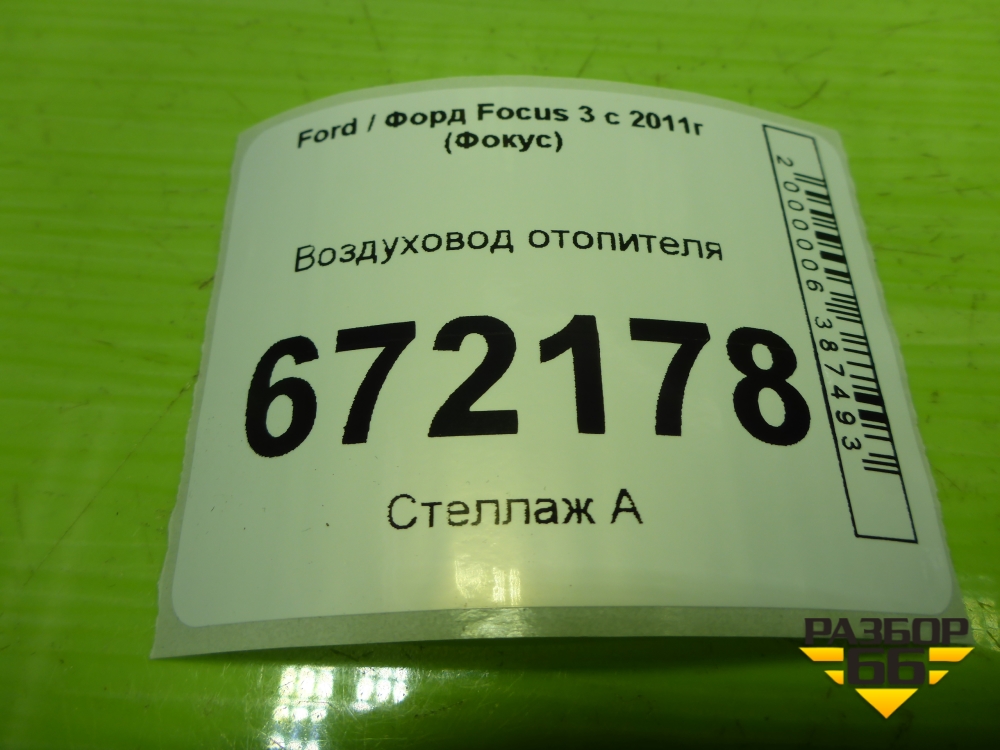 Ford / Форд Focus 3 с 2011г
(Фокус)
Воздуховод отопителя
672178
Стеллаж А
2000006387493
РАЗБОР
66